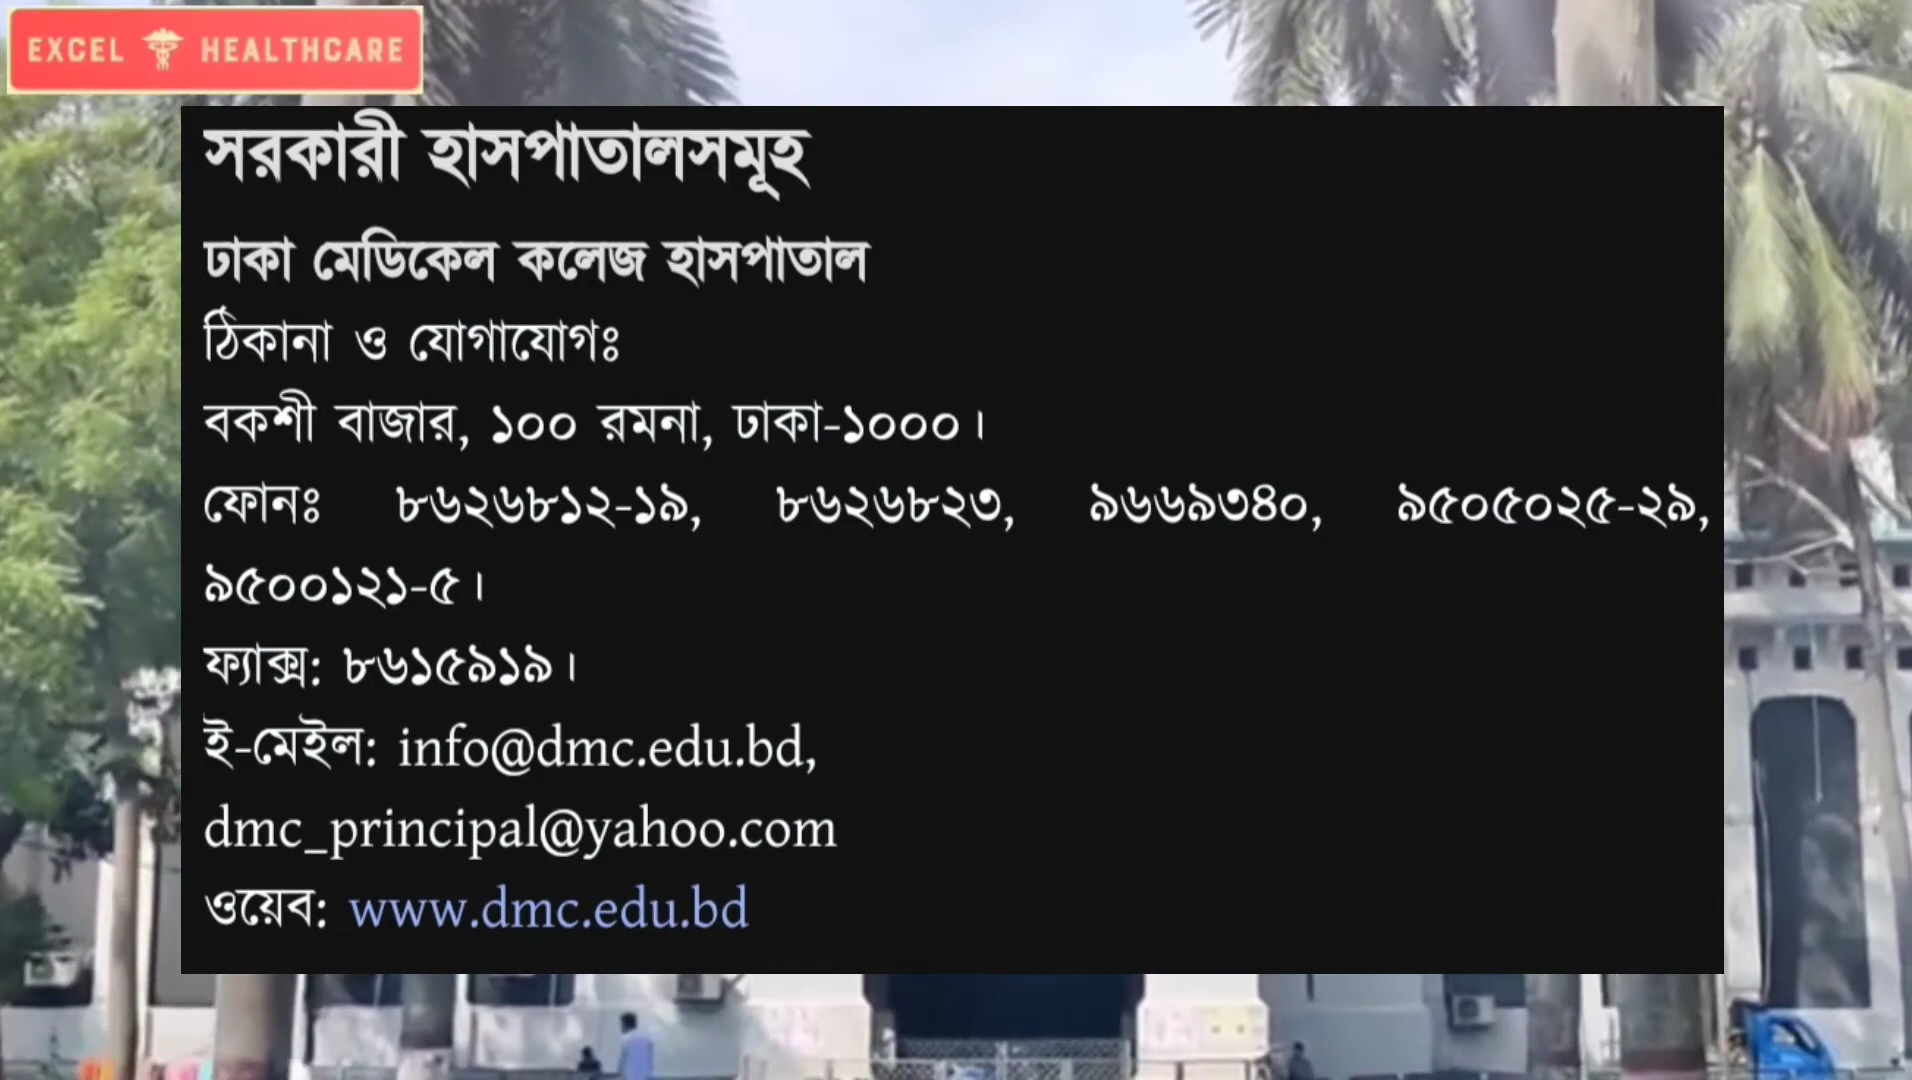 EXCEL HEALTHCARE
সরকারী হাসপাতালসমূহ
ঢাকা মেডিকেল কলেজ হাসপাতাল
ঠিকানা ও যোগাযোগঃ
বকশী বাজার, ১০০ রমনা, ঢাকা-১০০০।
ফোনঃ ৮৬২৬৮১২-১৯, ৮৬২৬৮২৩, ৯৬৬৯৩৪০, ৯৫০৫০২৫-২৯,
৯৫০০১২১-৫।
ফ্যাক্স: ৮৬১৫৯১৯।
ই-মেইল: info@dmc.edu.bd,
dmc_principal@yahoo.com
ওয়েব: www.dmc.edu.bd